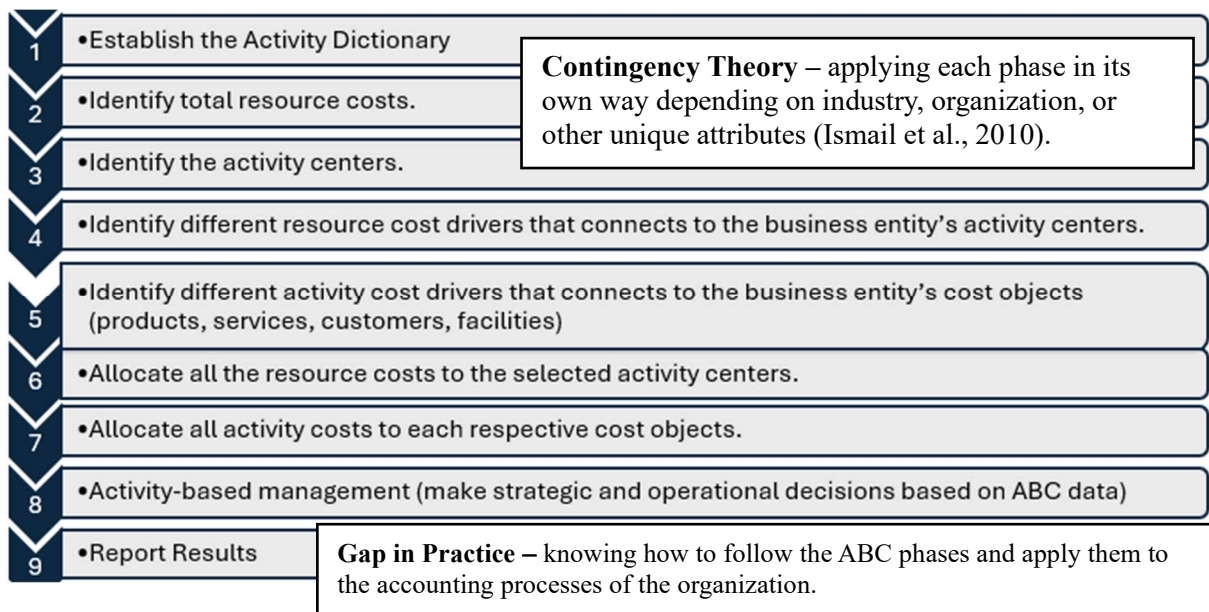 1
•Establish the Activity Dictionary
Contingency Theory – applying each phase in its
own way depending on industry, organization, or
other unique attributes (Ismail et al., 2010).
2
•Identify total resource costs.
3
•Identify the activity centers.
4
•Identify different resource cost drivers that connects to the business entity's activity centers.
5
•Identify different activity cost drivers that connects to the business entity's cost objects
(products, services, customers, facilities)
6
•Allocate all the resource costs to the selected activity centers.
7
•Allocate all activity costs to each respective cost objects.
8
•Activity-based management (make strategic and operational decisions based on ABC data)
9
•Report Results
Gap in Practice – knowing how to follow the ABC phases and apply them to
the accounting processes of the organization.